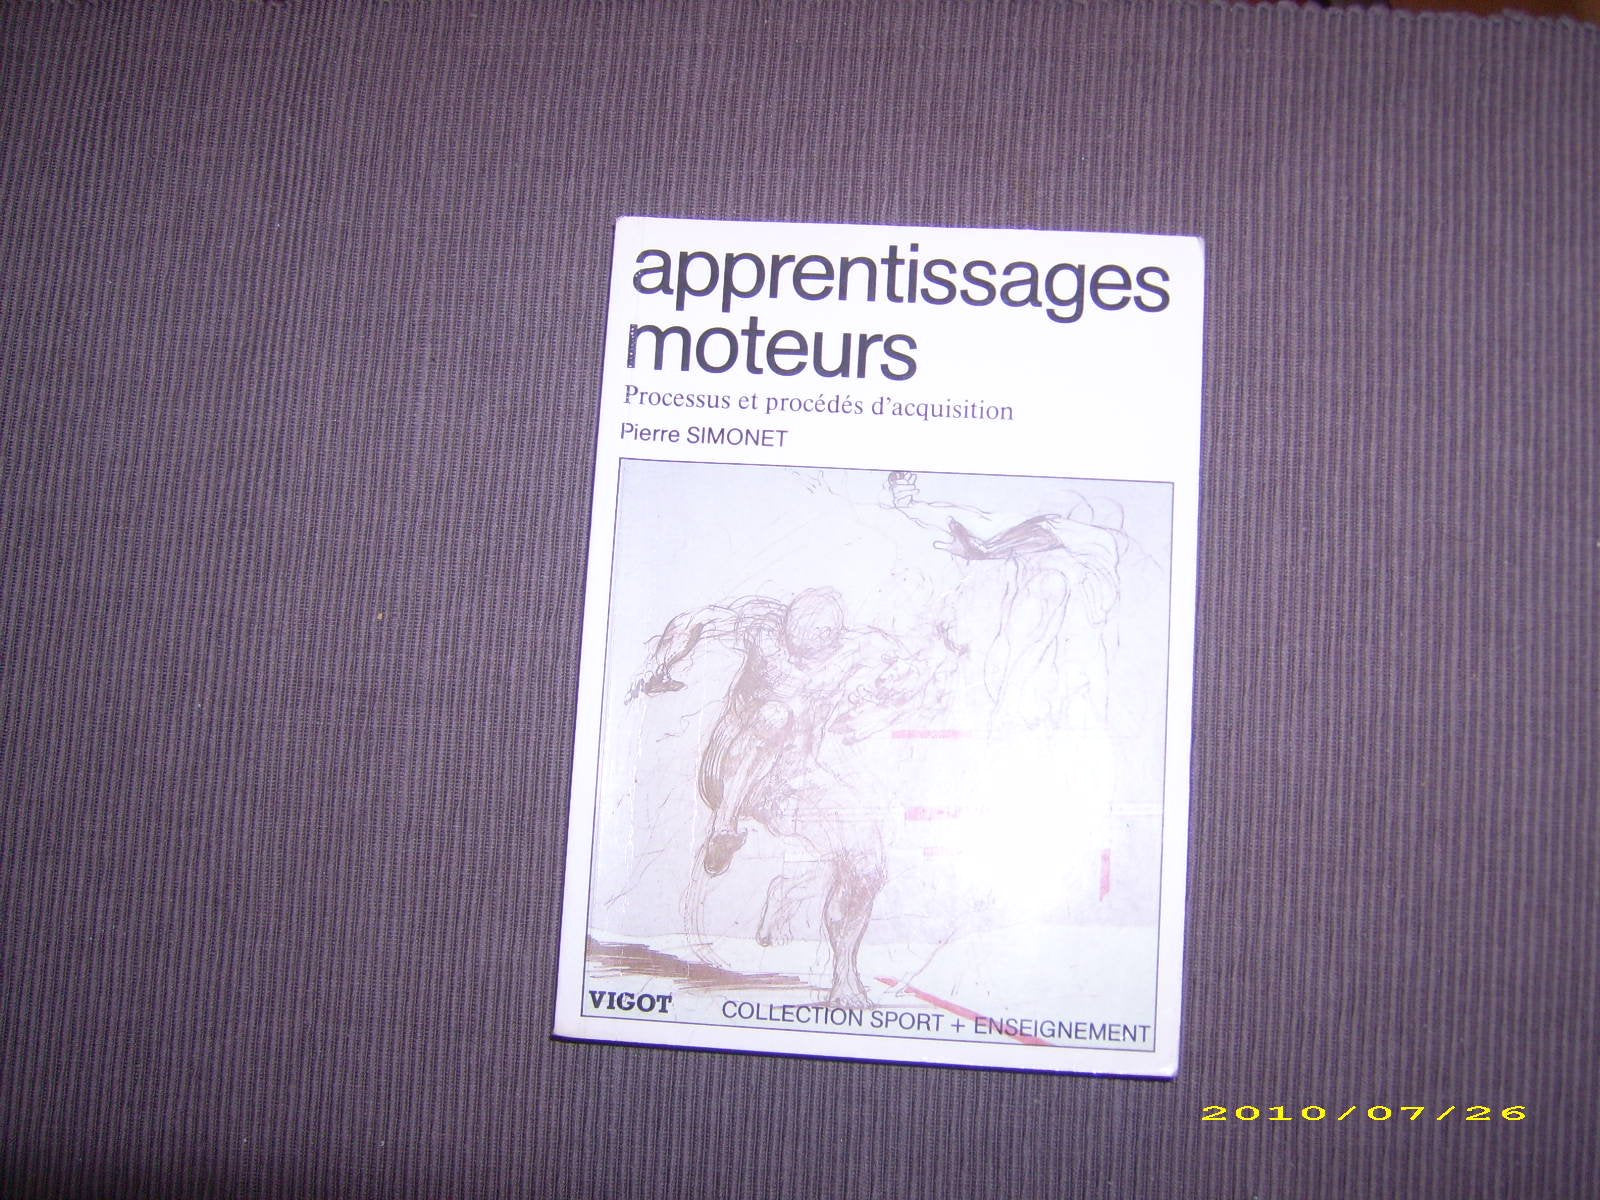 apprentissages
moteurs
Processus et procédés d'acquisition
Pierre SIMONET
VIGOT
COLLECTION SPORT + ENSEIGNEMENT
2010/07/26